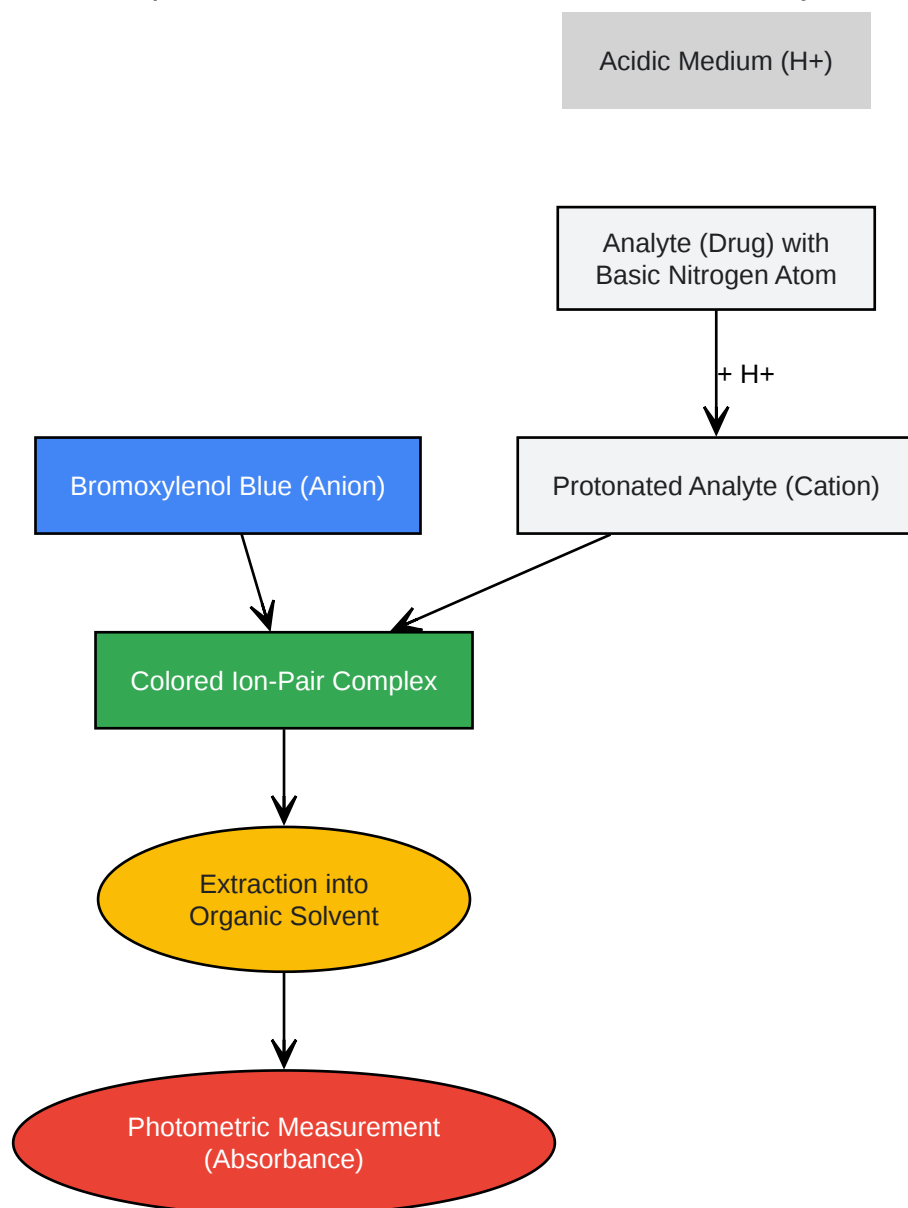 Acidic Medium (H+)
Analyte (Drug) with
Basic Nitrogen Atom
+ H+
Bromoxylenol Blue (Anion)
Protonated Analyte (Cation)
Colored Ion-Pair Complex
Extraction into
Organic Solvent
Photometric Measurement
(Absorbance)